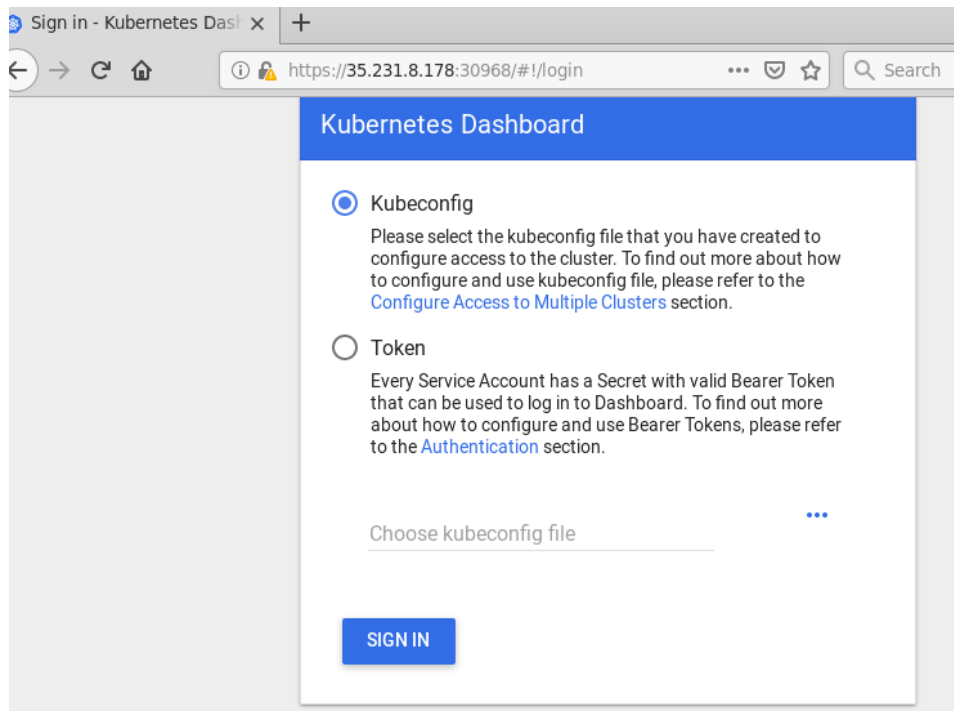 Sign in - Kubernetes Dash
https://35.231.8.178:30968/#!/login
Search
Kubernetes Dashboard
Kubeconfig
Please select the kubeconfig file that you have created to
configure access to the cluster. To find out more about how
to configure and use kubeconfig file, please refer to the
Configure Access to Multiple Clusters section.
Token
Every Service Account has a Secret with valid Bearer Token
that can be used to log in to Dashboard. To find out more
about how to configure and use Bearer Tokens, please refer
to the Authentication section.
Choose kubeconfig file
SIGN IN